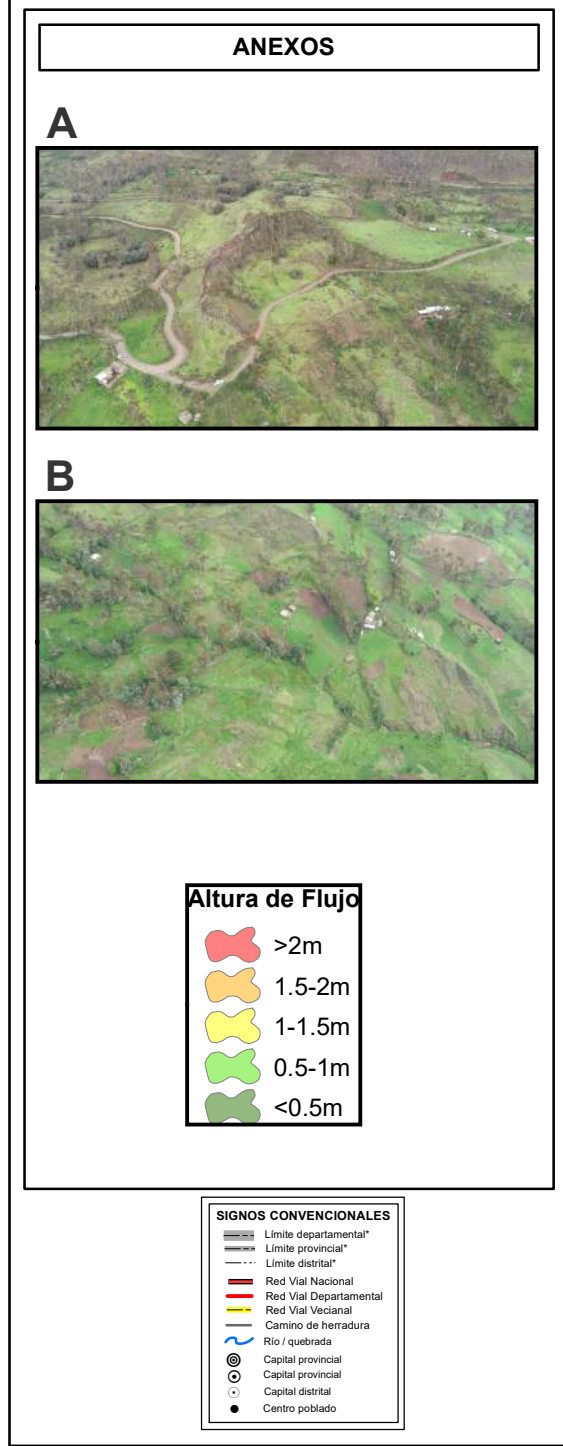 ANEXOS
A
B
Altura de Flujo
>2m
1.5-2m
1-1.5m
0.5-1m
<0.5m
SIGNOS CONVENCIONALES
Límite departamental*
Límite provincial*
Límite distrital*
Red Vial Nacional
Red Vial Departamental
Red Vial Vecianal
Camino de herradura
Río / quebrada
Capital provincial
Capital provincial
Capital distrital
Centro poblado